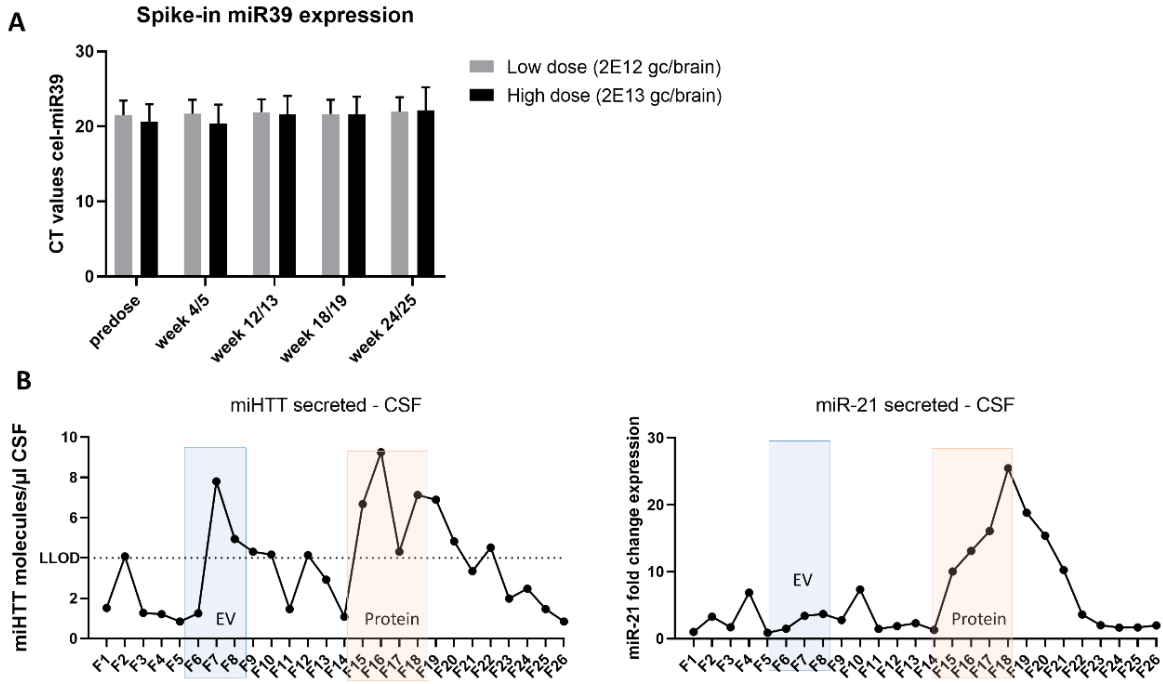 A
Spike-in miR39 expression
CT values cel-miR39
30
20
10
0
predose
week 4/5
week 12/13
week 18/19
week 24/25
Low dose (2E12 gc/brain)
High dose (2E13 gc/brain)
B
miHTT secreted - CSF
miHTT molecules/µl CSF
10
8
6
LLOD
2
0
EV
Protein
F1
F2
F3
F4
F5
F6
F7
F8
F9
F10
F11
F12
F13
F14
F15
F16
F17
F18
F19
F20
F21
F22
F23
F24
F25
F26
miR-21 secreted - CSF
miR-21 fold change expression
30
20
10
0
EV
Protein
F1
F2
F3
F4
F5
F6
F7
F8
F9
F10
F11
F12
F13
F14
F15
F16
F17
F18
F19
F20
F21
F22
F23
F24
F25
F26